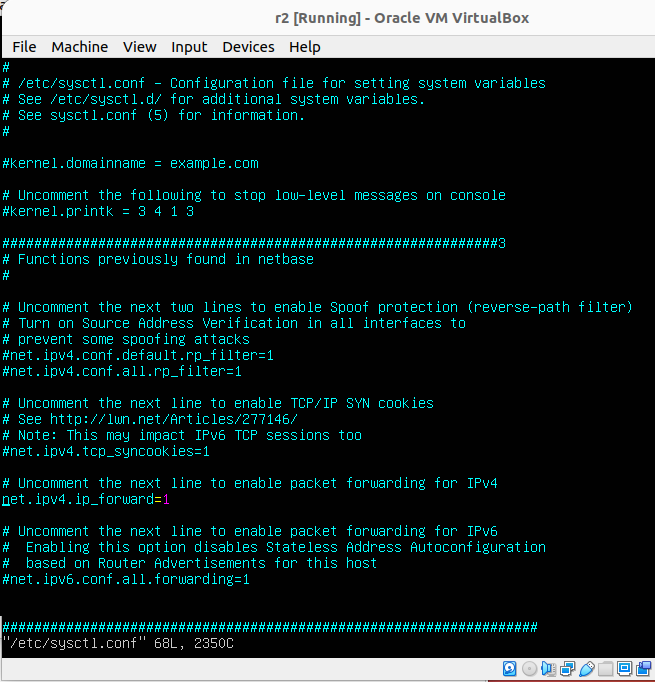 r2 [Running] - Oracle VM VirtualBox
File Machine View Input Devices Help
#
# /etc/sysctl.conf - Configuration file for setting system variables
# See /etc/sysctl.d/ for additional system variables.
# See sysctl.conf (5) for information.
#
#kernel.domainname = example.com
# Uncomment the following to stop low-level messages on console
#kernel.printk = 3 4 1 3
##############################################################3
# Functions previously found in netbase
#
# Uncomment the next two lines to enable Spoof protection (reverse-path filter)
# Turn on Source Address Verification in all interfaces to
# prevent some spoofing attacks
#net.ipv4.conf.default.rp_filter=1
#net.ipv4.conf.all.rp_filter=1
# Uncomment the next line to enable TCP/IP SYN cookies
# See http://lwn.net/Articles/277146/
# Note: This may impact IPv6 TCP sessions too
#net.ipv4.tcp_syncookies=1
# Uncomment the next line to enable packet forwarding for IPv4
net.ipv4.ip_forward=1
# Uncomment the next line to enable packet forwarding for IPv6
#  Enabling this option disables Stateless Address Autoconfiguration
#  based on Router Advertisements for this host
#net.ipv6.conf.all.forwarding=1
###################################################################
"/etc/sysctl.conf" 68L, 2350C